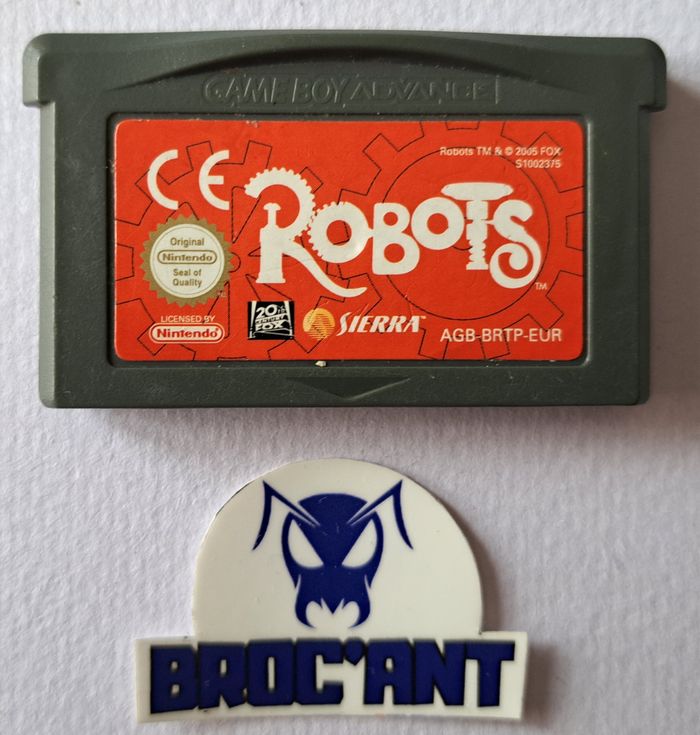 GAME BOY ADVANCE
Robots TM & © 2005 FOX
S1002375
CE
ROBOTS
TM
Original
Nintendo
Seal of
Quality
LICENSED BY
Nintendo
20TH
CENTURY
FOX
SIERRA™
AGB-BRTP-EUR
BROC'ANT